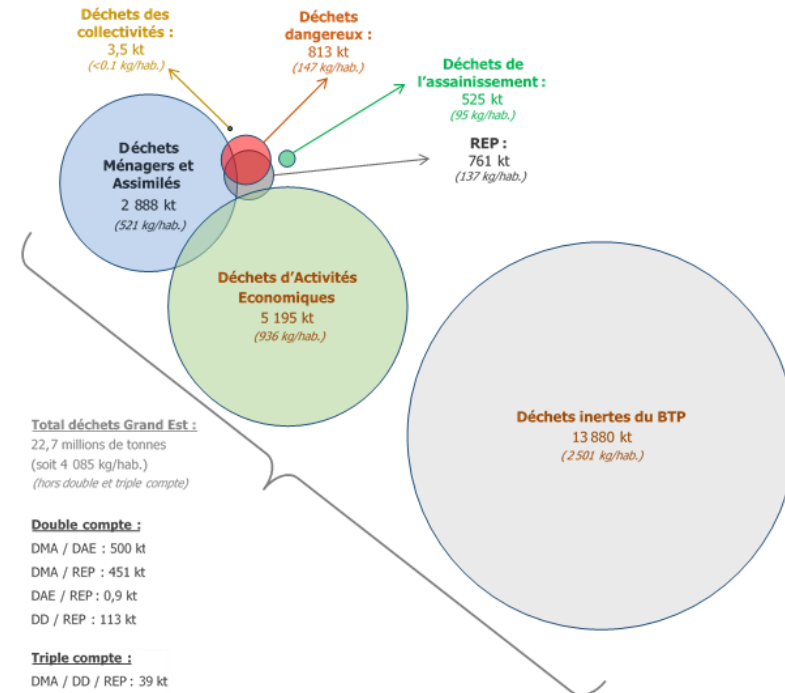 Déchets des
collectivités :
3,5 kt
(<0.1 kg/hab.)
Déchets
dangereux :
813 kt
(147 kg/hab.)
Déchets de
l'assainissement :
525 kt
(95 kg/hab.)
REP :
761 kt
(137 kg/hab.)
Déchets
Ménagers et
Assimilés
2 888 kt
(521 kg/hab.)
Déchets d'Activités
Economiques
5 195 kt
(936 kg/hab.)
Déchets inertes du BTP
13 880 kt
(2 501 kg/hab.)
Total déchets Grand Est :
22,7 millions de tonnes
(soit 4 085 kg/hab.)
(hors double et triple compte)
Double compte :
DMA / DAE : 500 kt
DMA / REP : 451 kt
DAE / REP : 0,9 kt
DD / REP : 113 kt
Triple compte :
DMA / DD / REP : 39 kt